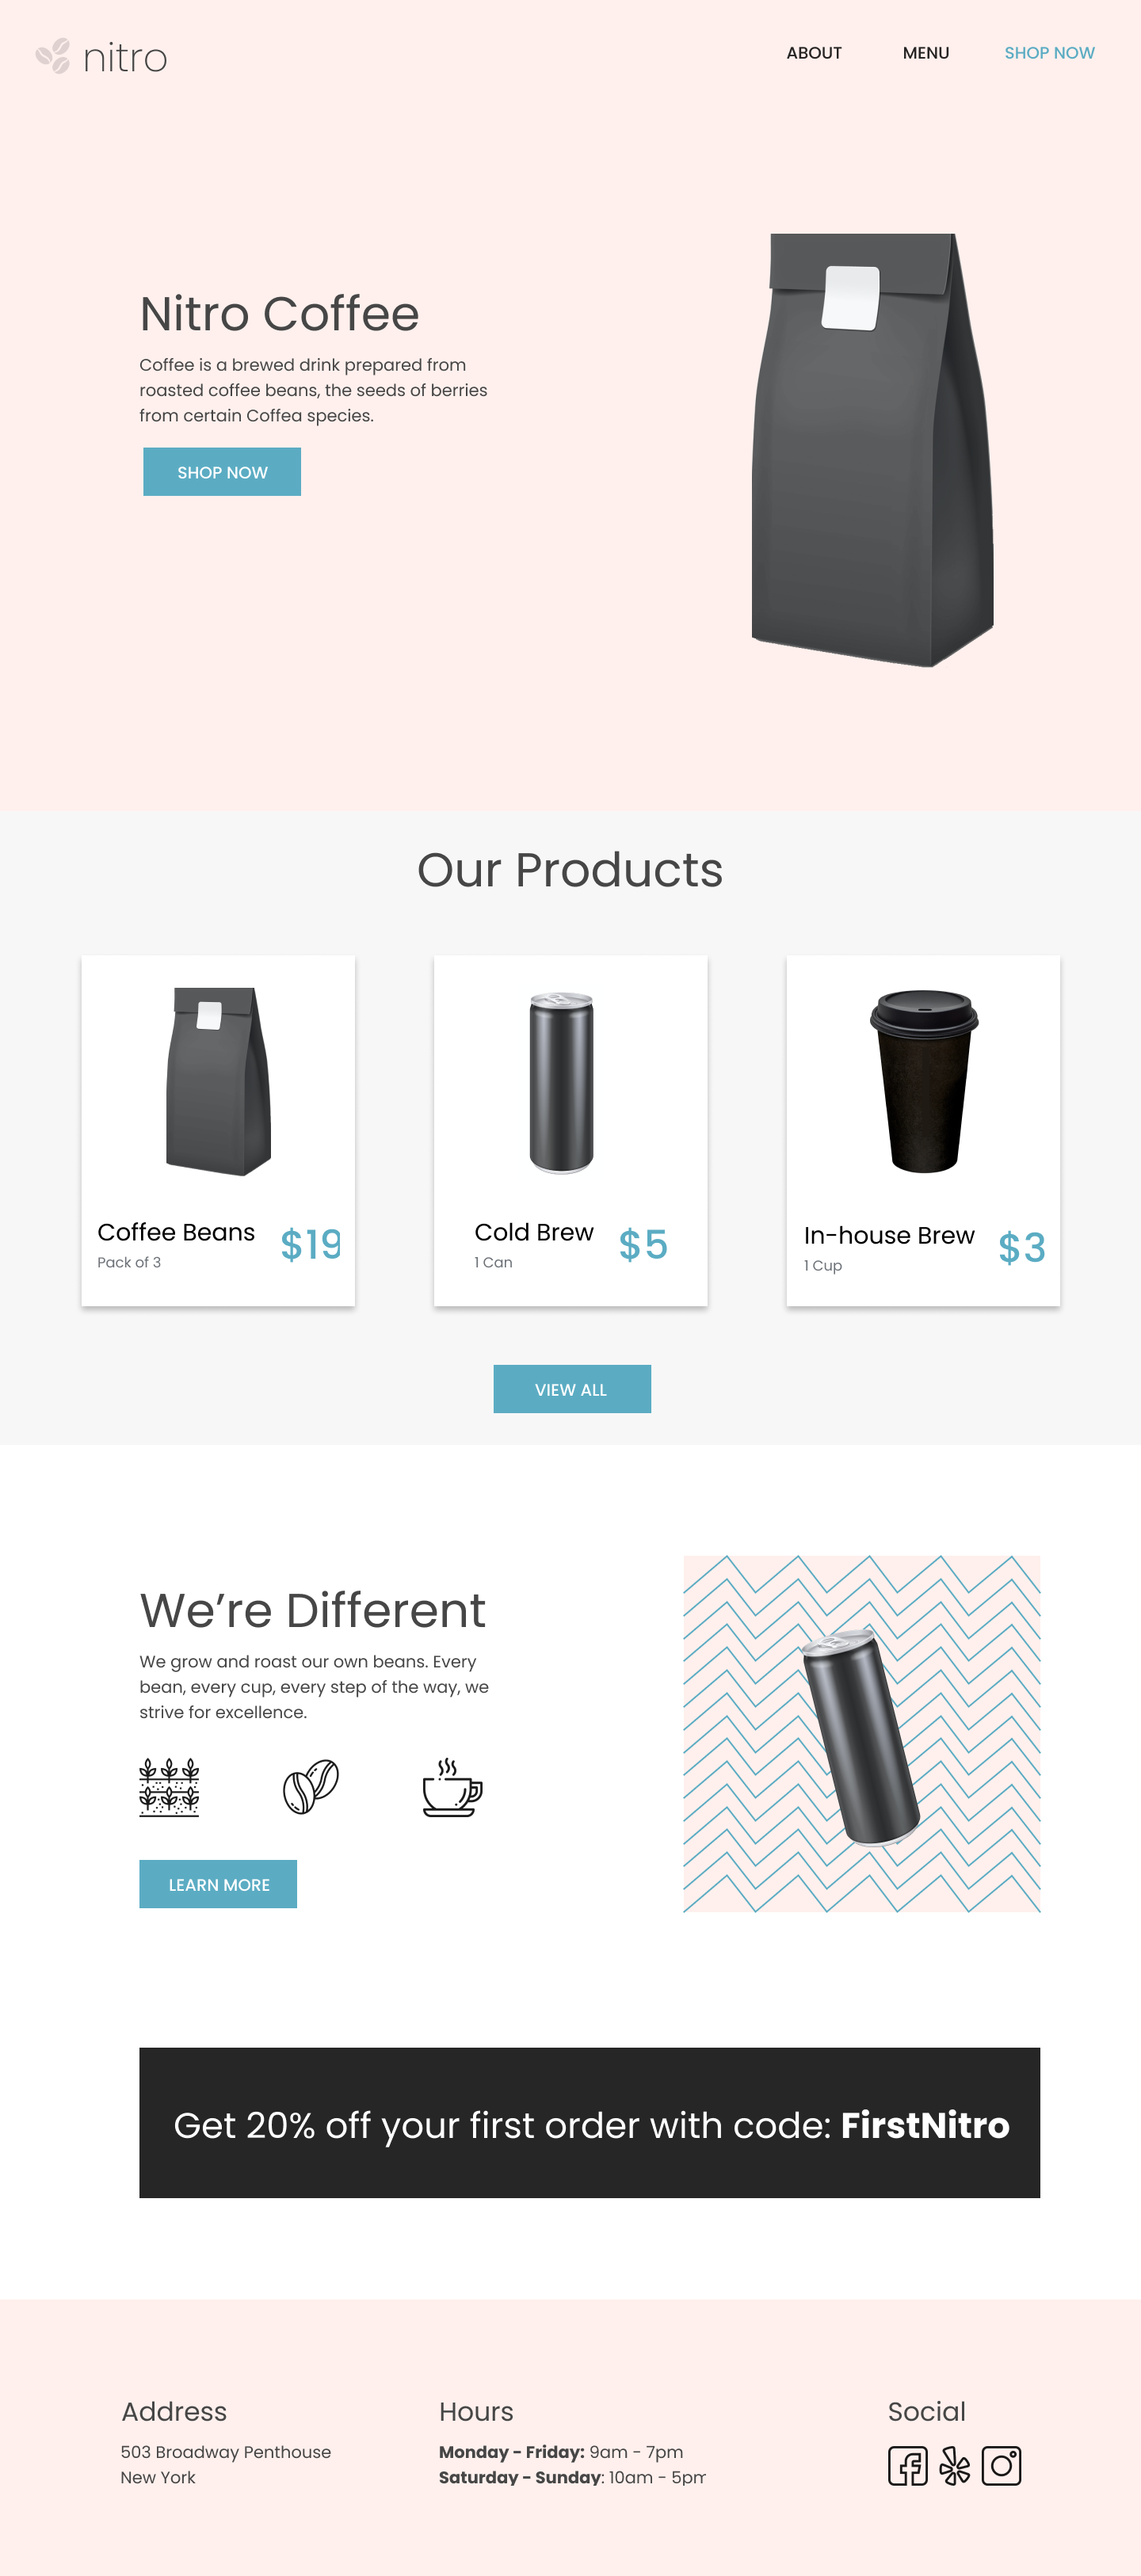 nitro
ABOUT
MENU
SHOP NOW
Nitro Coffee
Coffee is a brewed drink prepared from
roasted coffee beans, the seeds of berries
from certain Coffea species.
SHOP NOW
Our Products
Coffee Beans
Pack of 3
$19
Cold Brew
1 Can
$5
In-house Brew
1 Cup
$3
VIEW ALL
We’re Different
We grow and roast our own beans. Every
bean, every cup, every step of the way, we
strive for excellence.
LEARN MORE
Get 20% off your first order with code: FirstNitro
Address
503 Broadway Penthouse
New York
Hours
Monday - Friday: 9am - 7pm
Saturday - Sunday: 10am - 5pm
Social